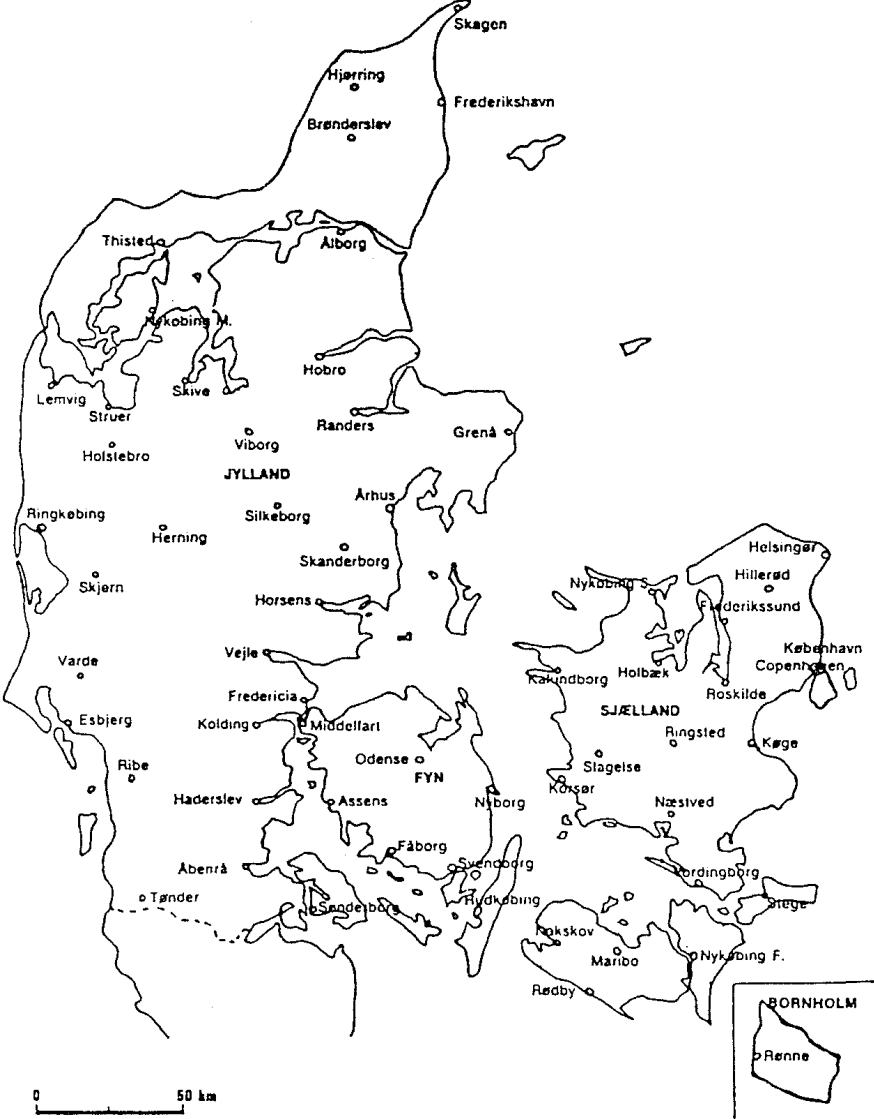 Skagen
Hjørring
Frederikshavn
Brønderslev
Thisted
Ålborg
Nykøbing M.
Hobro
Lemvig
Skive
Struer
Randers
Grenå
Viborg
Holstebro
JYLLAND
Århus
Ringkøbing
Silkeborg
Herning
Helsingør
Skanderborg
Hillerød
Skjern
Nykøbing S.
Horsens
Frederikssund
København
Vejle
Varde
Copenhagen
Holbæk
Kalundborg
Roskilde
Fredericia
SJÆLLAND
Esbjerg
Kolding
Middelfart
Ringsted
Køge
Odense
Ribe
Slagelse
FYN
Korsør
Haderslev
Assens
Nyborg
Næstved
Fåborg
Åbenrå
Svendborg
Vordingborg
Tønder
Rudkøbing
Stege
Sønderborg
Nakskov
Maribo
Nykøbing F.
Rødby
BORNHOLM
Rønne
0 50 km